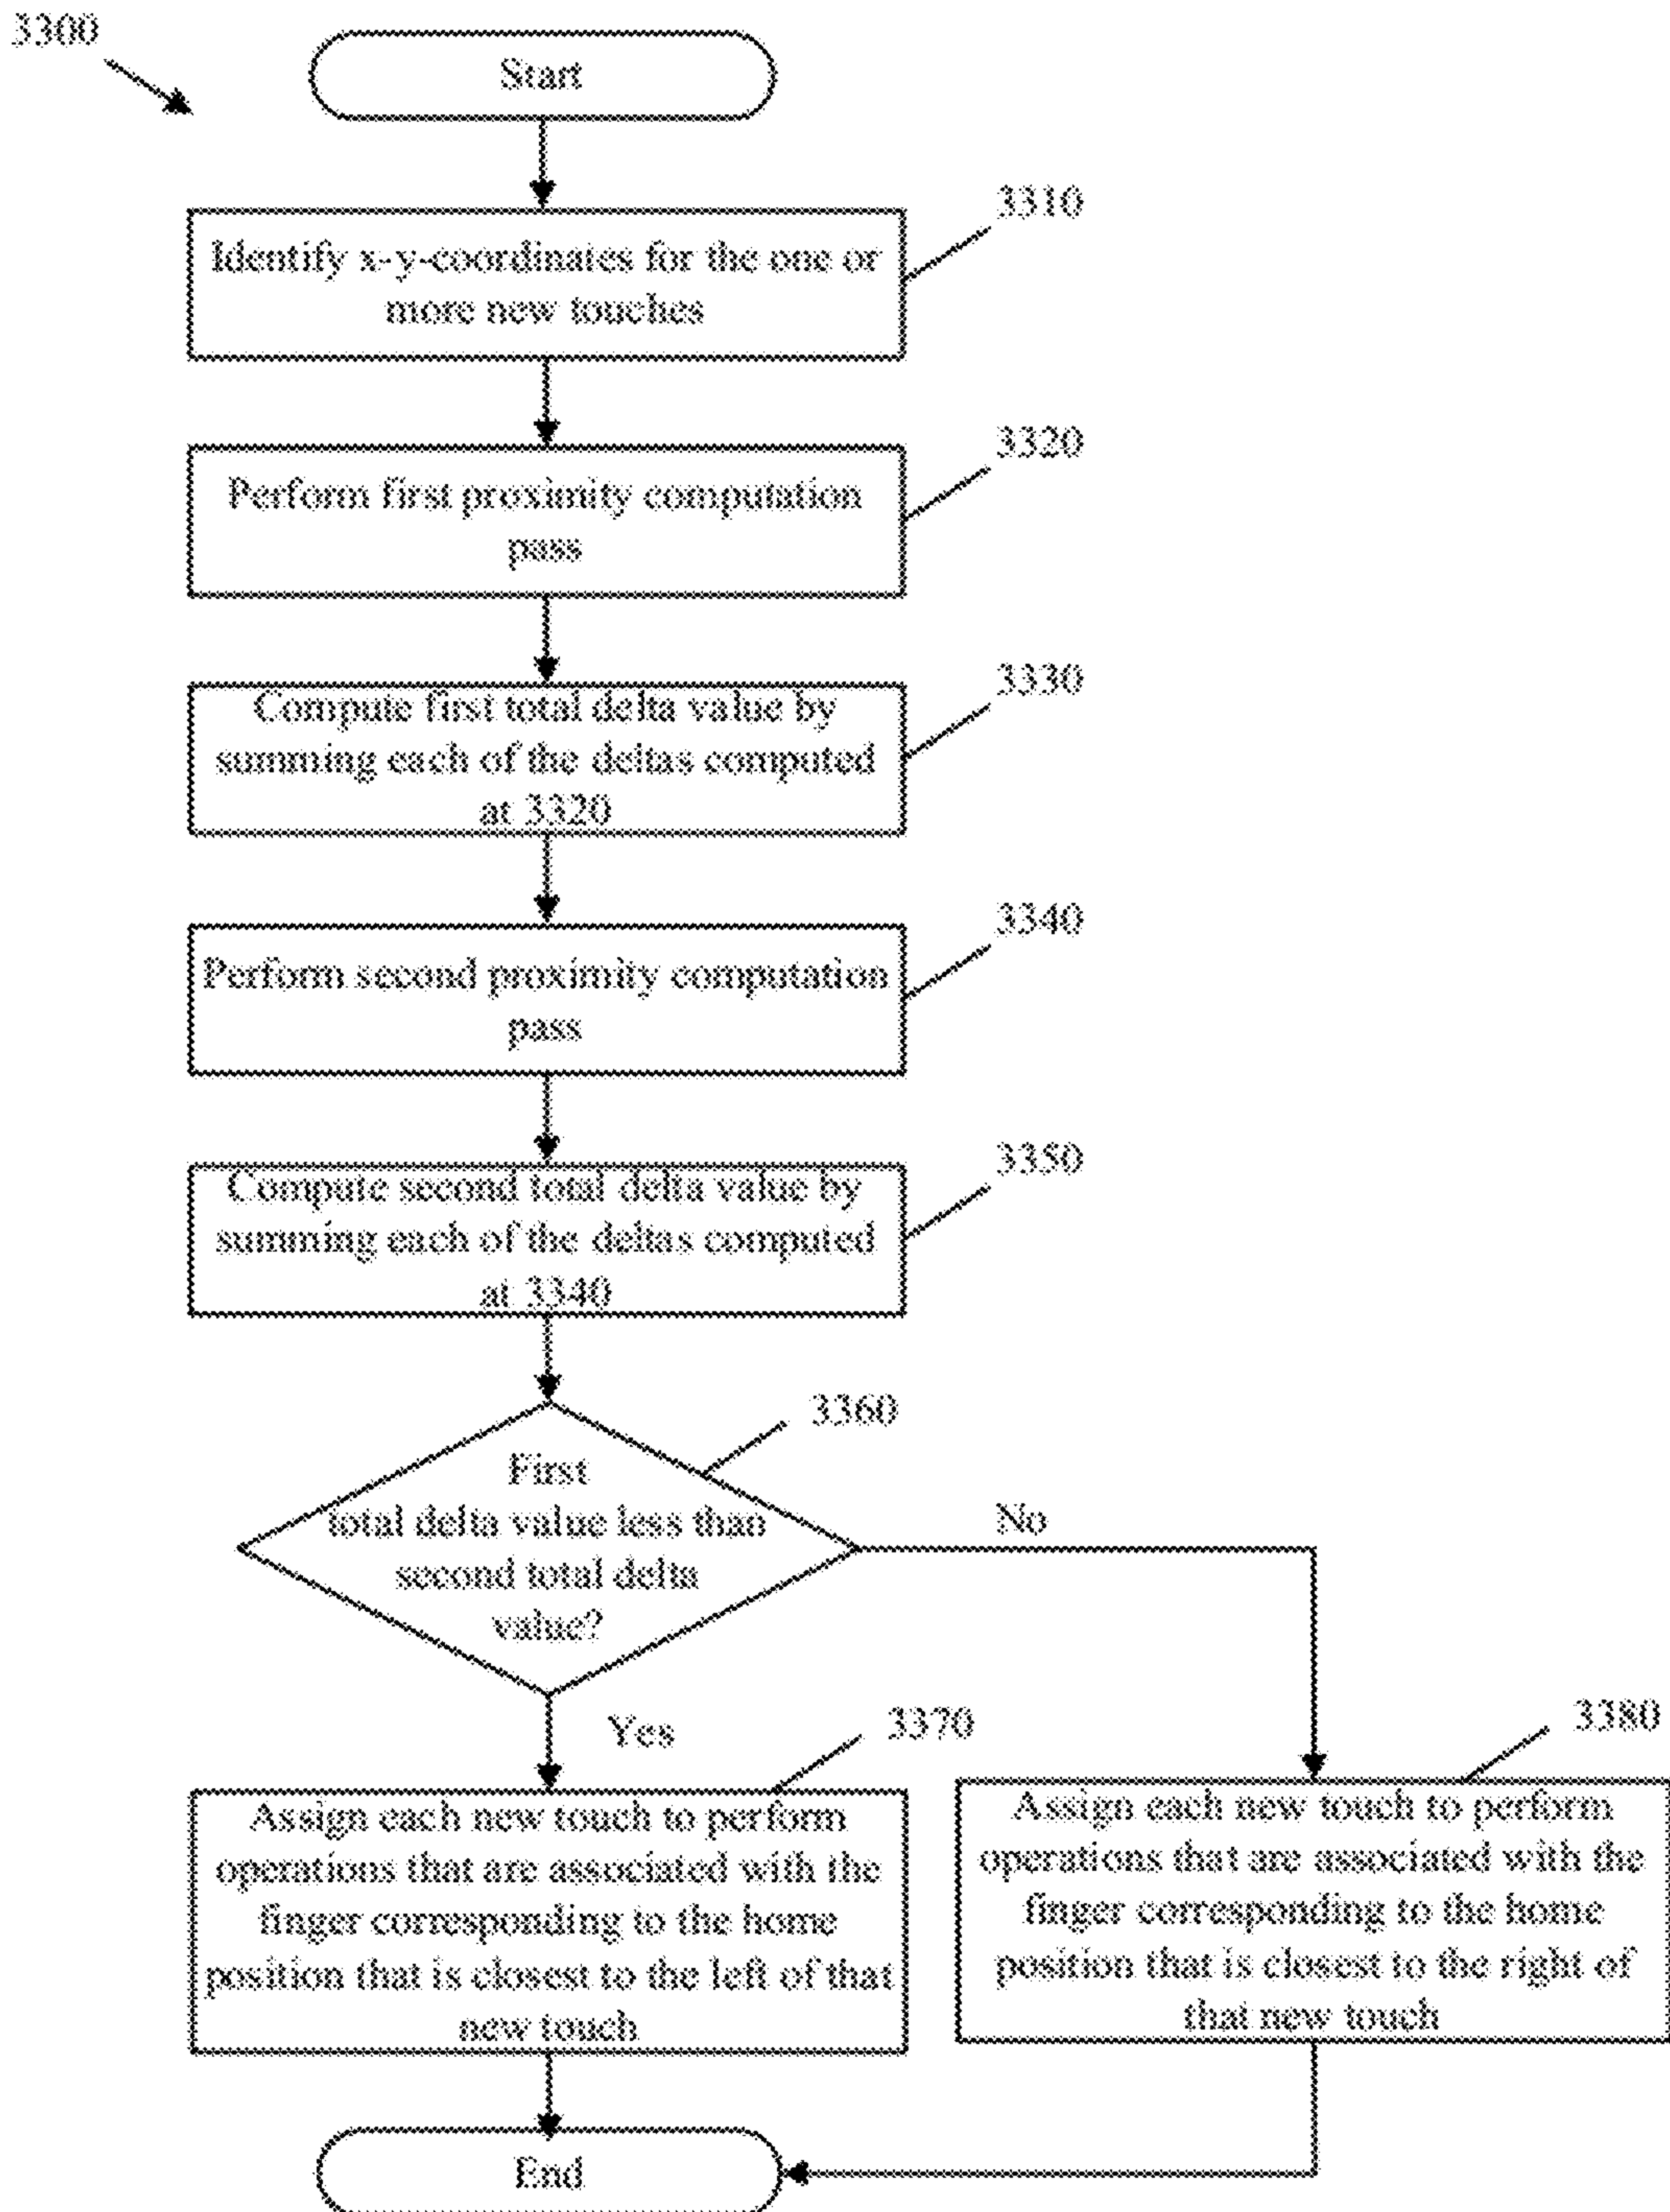 3300
Start
3310
Identify x-y-coordinates for the one or
more new touches
3320
Perform first proximity computation
pass
3330
Compute first total delta value by
summing each of the deltas computed
at 3320
3340
Perform second proximity computation
pass
3350
Compute second total delta value by
summing each of the deltas computed
at 3340
3360
First
total delta value less than
second total delta
value?
No
Yes
3370
3380
Assign each new touch to perform
operations that are associated with the
finger corresponding to the home
position that is closest to the left of that
new touch
Assign each new touch to perform
operations that are associated with the
finger corresponding to the home
position that is closest to the right of
that new touch
End